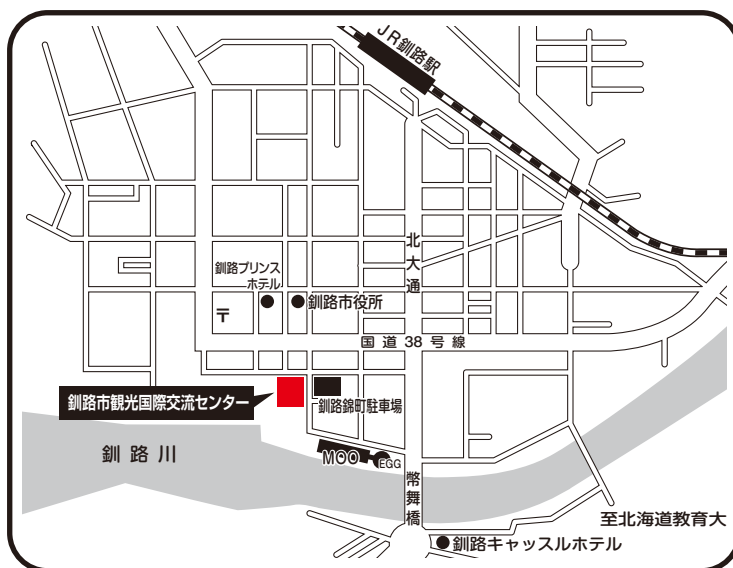 JR釧路駅
北大通
釧路プリンス
ホテル
釧路市役所
〒
国道38号線
釧路市観光国際交流センター
釧路錦町駐車場
釧路川
MOO
EGG
幣舞橋
至北海道教育大
釧路キャッスルホテル